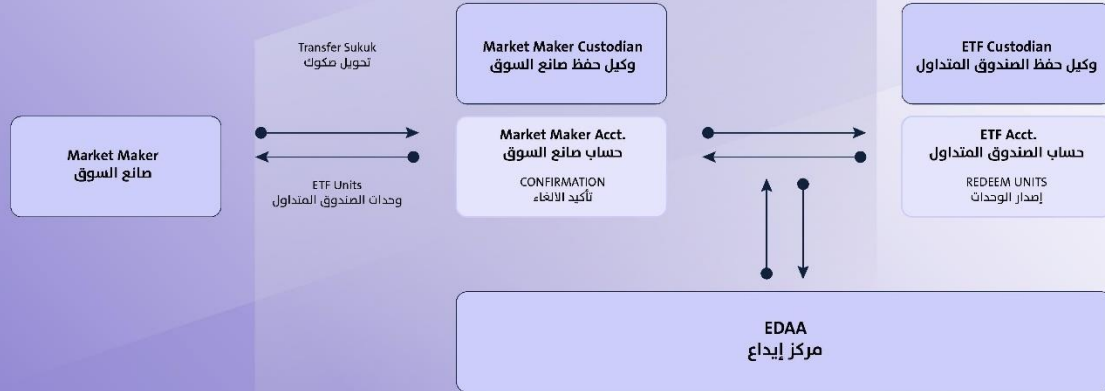 Transfer Sukuk
تحويل صكوك
Market Maker Custodian
وكيل حفظ صانع السوق
ETF Custodian
وكيل حفظ الصندوق المتداول
Market Maker
صانع السوق
Market Maker Acct.
حساب صانع السوق
CONFIRMATION
تأكيد الالغاء
ETF Acct.
حساب الصندوق المتداول
REDEEM UNITS
إصدار الوحدات
ETF Units
وحدات الصندوق المتداول
EDAA
مركز إيداع